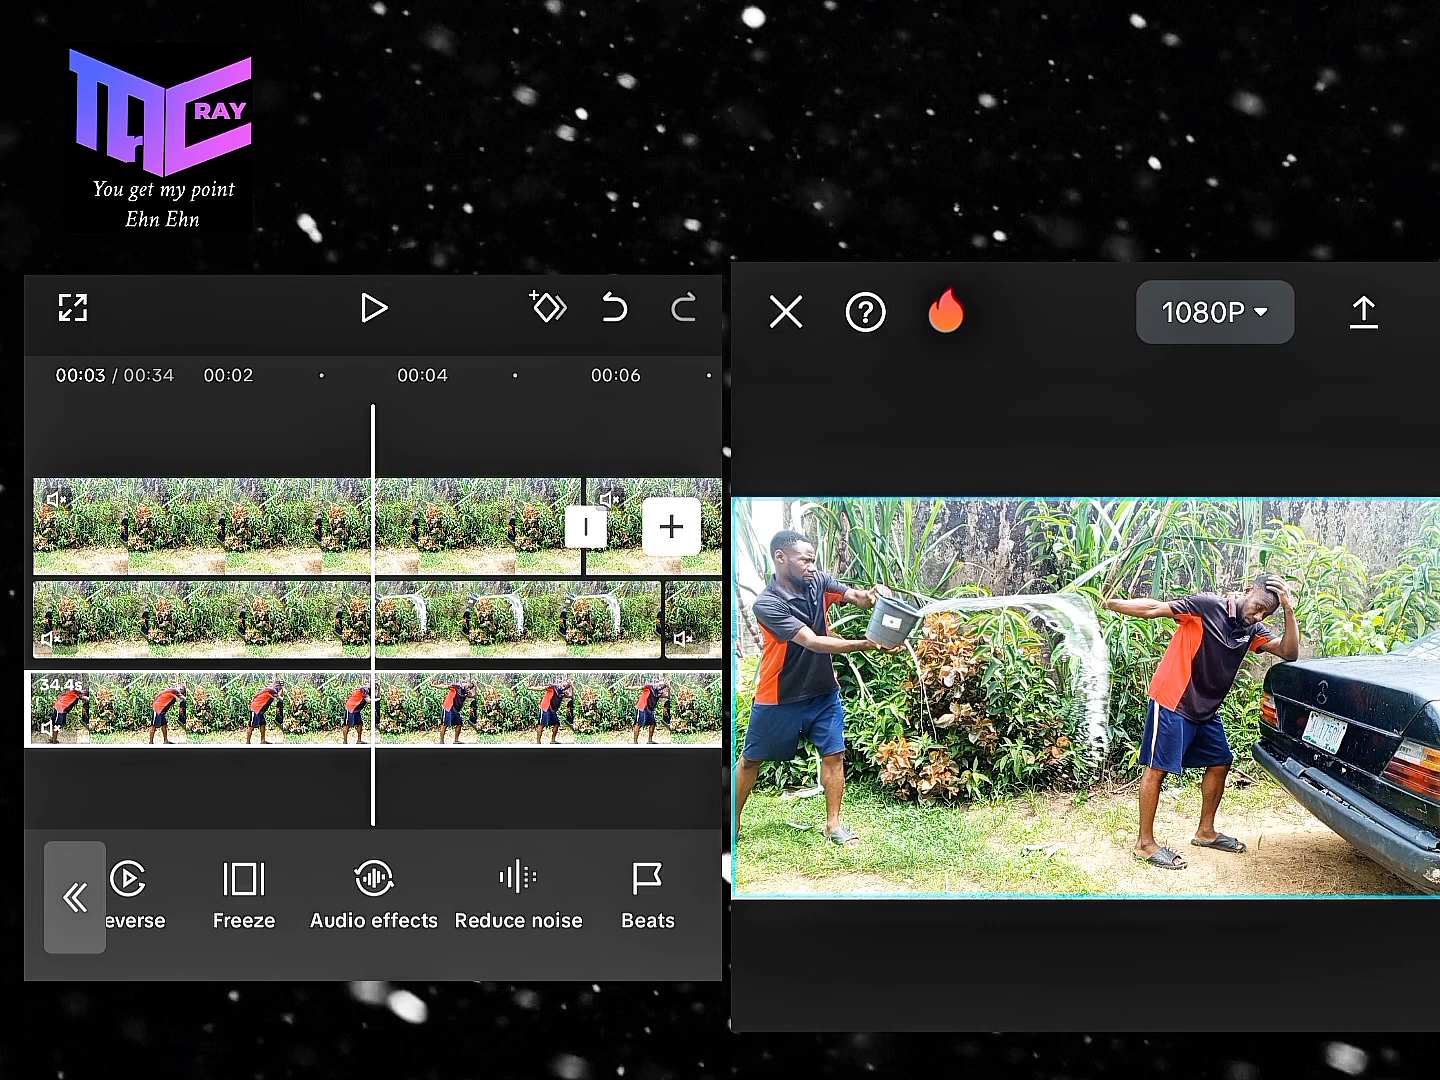 MAC
RAY
You get my point
Ehn Ehn
00:03 / 00:34 00:02 00:04 00:06
34.4s
everse Freeze Audio effects Reduce noise Beats
1080P